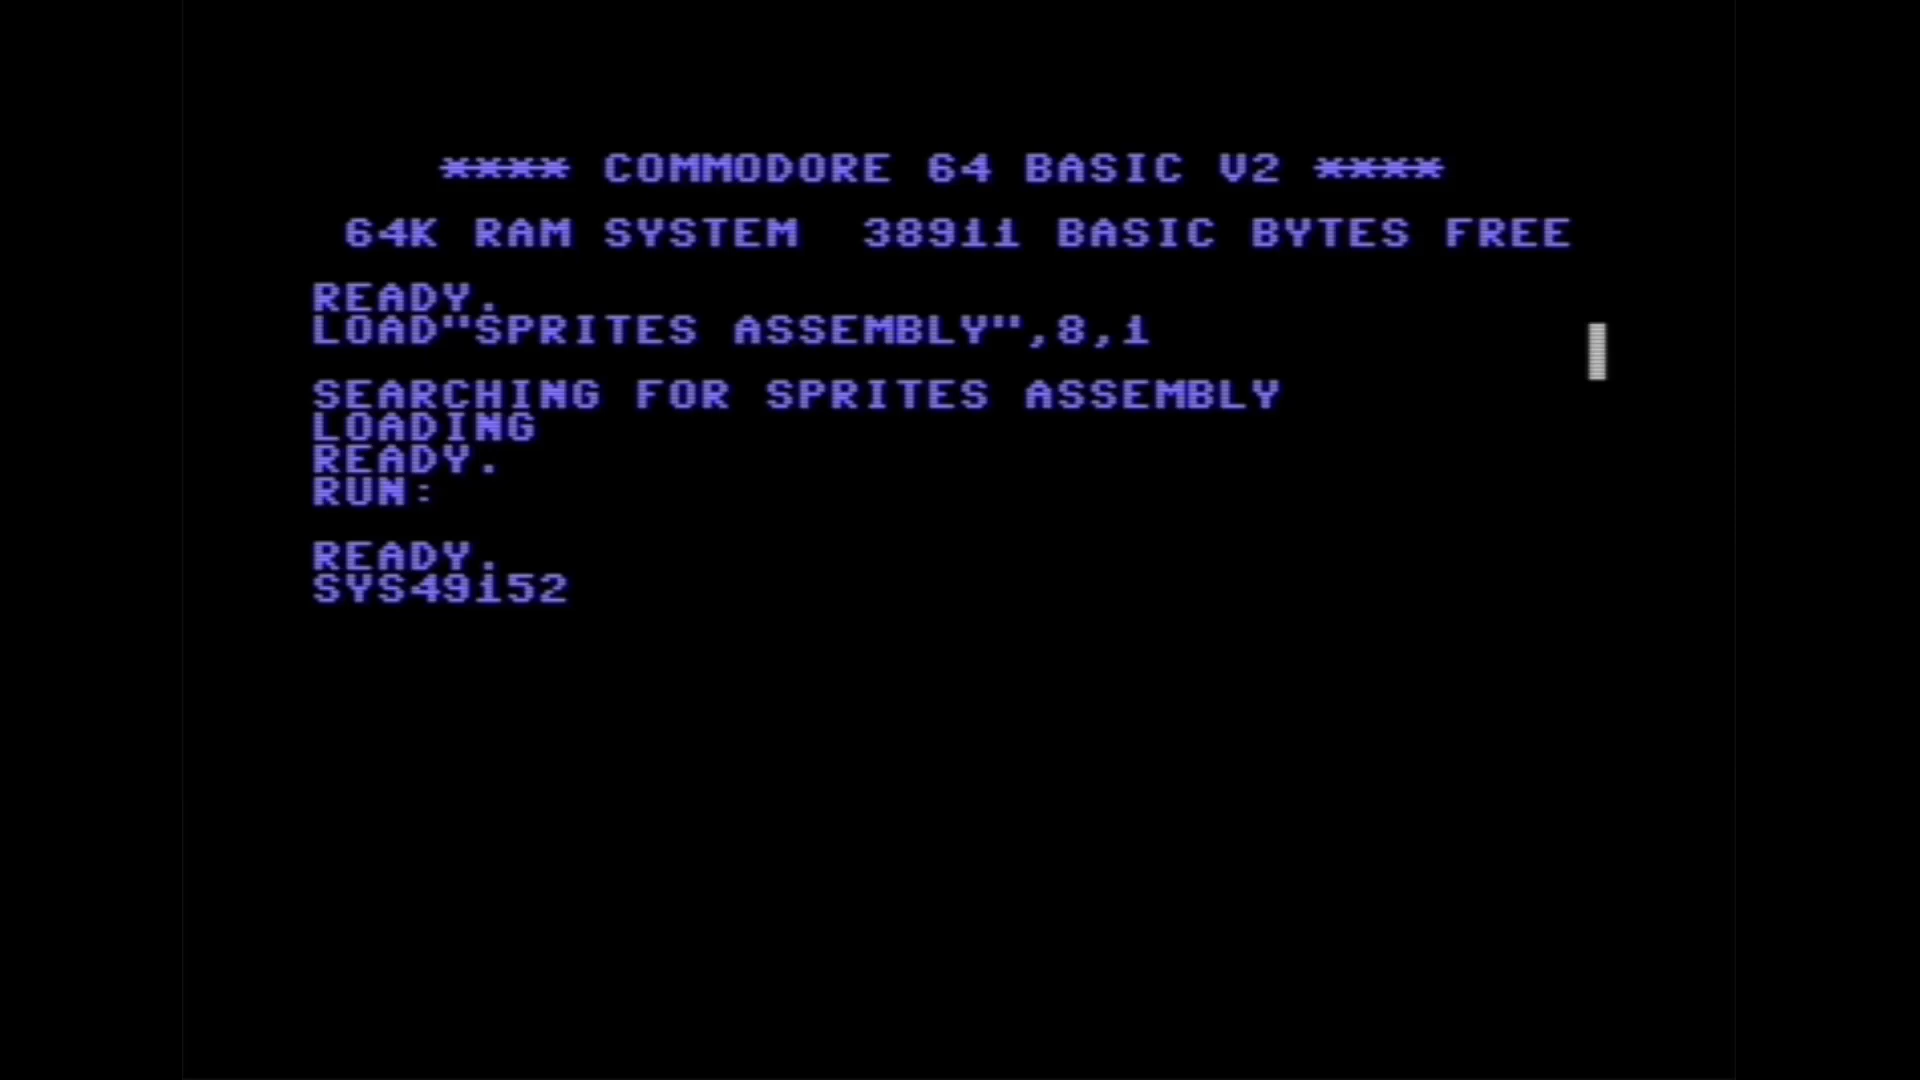 **** COMMODORE 64 BASIC V2 ****
64K RAM SYSTEM  38911 BASIC BYTES FREE
READY.
LOAD"SPRITES ASSEMBLY",8,1
SEARCHING FOR SPRITES ASSEMBLY
LOADING
READY.
RUN:
READY.
SYS49152